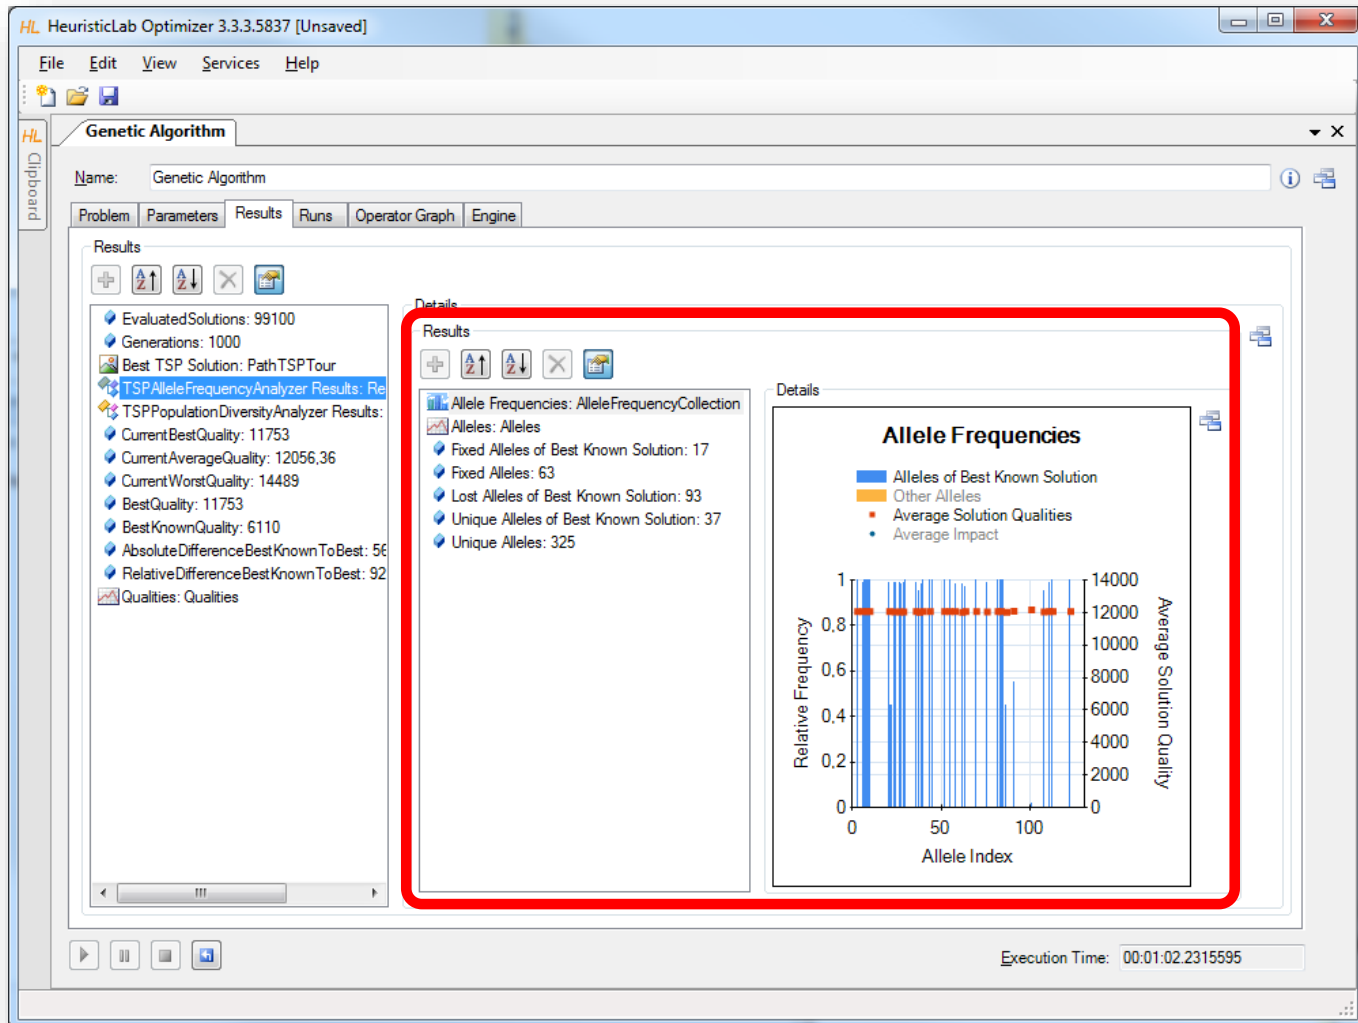 HL HeuristicLab Optimizer 3.3.3.5837 [Unsaved]
File Edit View Services Help
HL Clipboard
Genetic Algorithm
Name: Genetic Algorithm
Problem Parameters Results Runs Operator Graph Engine
Results
EvaluatedSolutions: 99100
Generations: 1000
Best TSP Solution: PathTSPTour
TSPAlleleFrequencyAnalyzer Results: Re
TSPPopulationDiversityAnalyzer Results:
CurrentBestQuality: 11753
CurrentAverageQuality: 12056,36
CurrentWorstQuality: 14489
BestQuality: 11753
BestKnownQuality: 6110
AbsoluteDifferenceBestKnownToBest: 56
RelativeDifferenceBestKnownToBest: 92
Qualities: Qualities
Details
Results
Allele Frequencies: AlleleFrequencyCollection
Alleles: Alleles
Fixed Alleles of Best Known Solution: 17
Fixed Alleles: 63
Lost Alleles of Best Known Solution: 93
Unique Alleles of Best Known Solution: 37
Unique Alleles: 325
Details
Allele Frequencies
Alleles of Best Known Solution
Other Alleles
Average Solution Qualities
Average Impact
Relative Frequency
1
0,8
0,6
0,4
0,2
0
14000
12000
10000
8000
6000
4000
2000
0
Average Solution Quality
0 50 100
Allele Index
Execution Time: 00:01:02.2315595